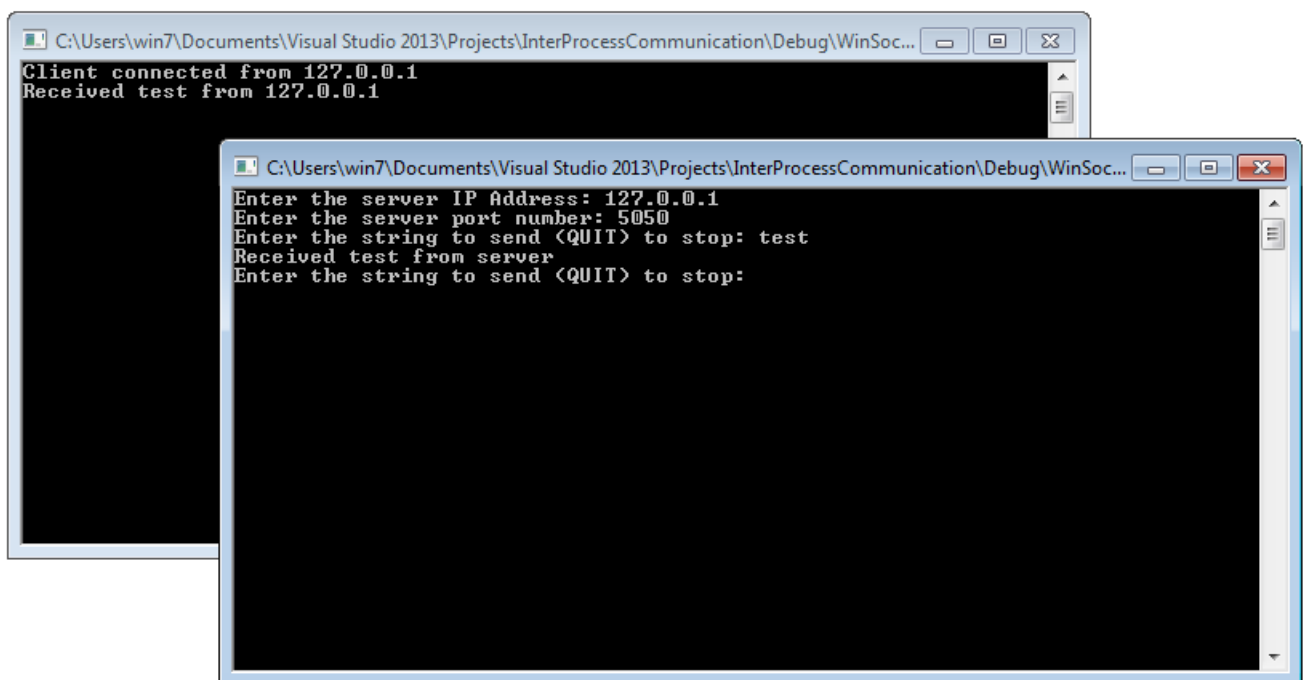 C:\Users\win7\Documents\Visual Studio 2013\Projects\InterProcessCommunication\Debug\WinSoc...
Client connected from 127.0.0.1
Received test from 127.0.0.1
C:\Users\win7\Documents\Visual Studio 2013\Projects\InterProcessCommunication\Debug\WinSoc...
Enter the server IP Address: 127.0.0.1
Enter the server port number: 5050
Enter the string to send (QUIT) to stop: test
Received test from server
Enter the string to send (QUIT) to stop: